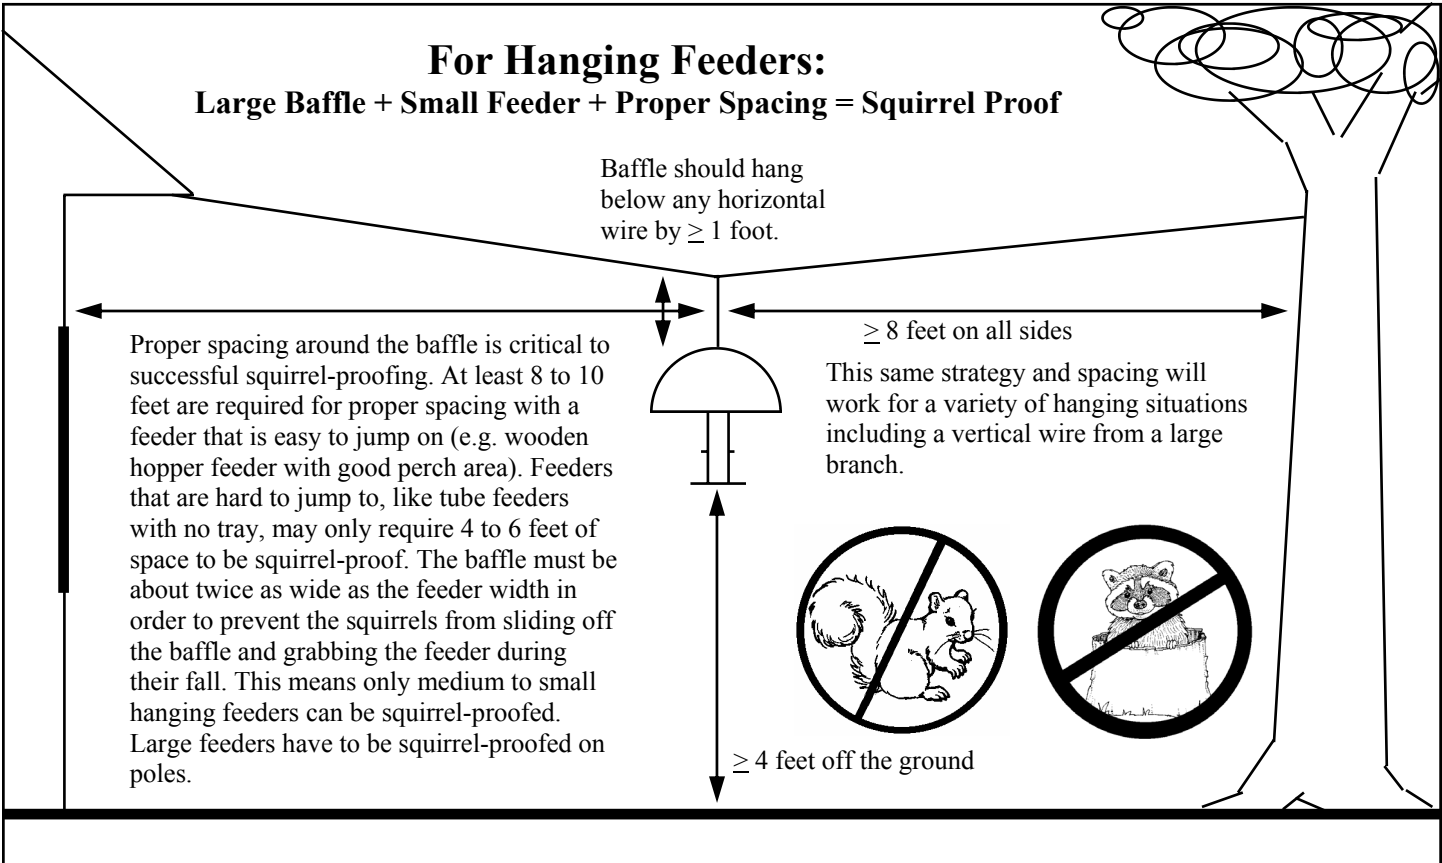 For Hanging Feeders:
Large Baffle + Small Feeder + Proper Spacing = Squirrel Proof
Baffle should hang
below any horizontal
wire by ≥ 1 foot.
Proper spacing around the baffle is critical to
successful squirrel-proofing. At least 8 to 10
feet are required for proper spacing with a
feeder that is easy to jump on (e.g. wooden
hopper feeder with good perch area). Feeders
that are hard to jump to, like tube feeders
with no tray, may only require 4 to 6 feet of
space to be squirrel-proof. The baffle must be
about twice as wide as the feeder width in
order to prevent the squirrels from sliding off
the baffle and grabbing the feeder during
their fall. This means only medium to small
hanging feeders can be squirrel-proofed.
Large feeders have to be squirrel-proofed on
poles.
≥ 8 feet on all sides
This same strategy and spacing will
work for a variety of hanging situations
including a vertical wire from a large
branch.
≥ 4 feet off the ground